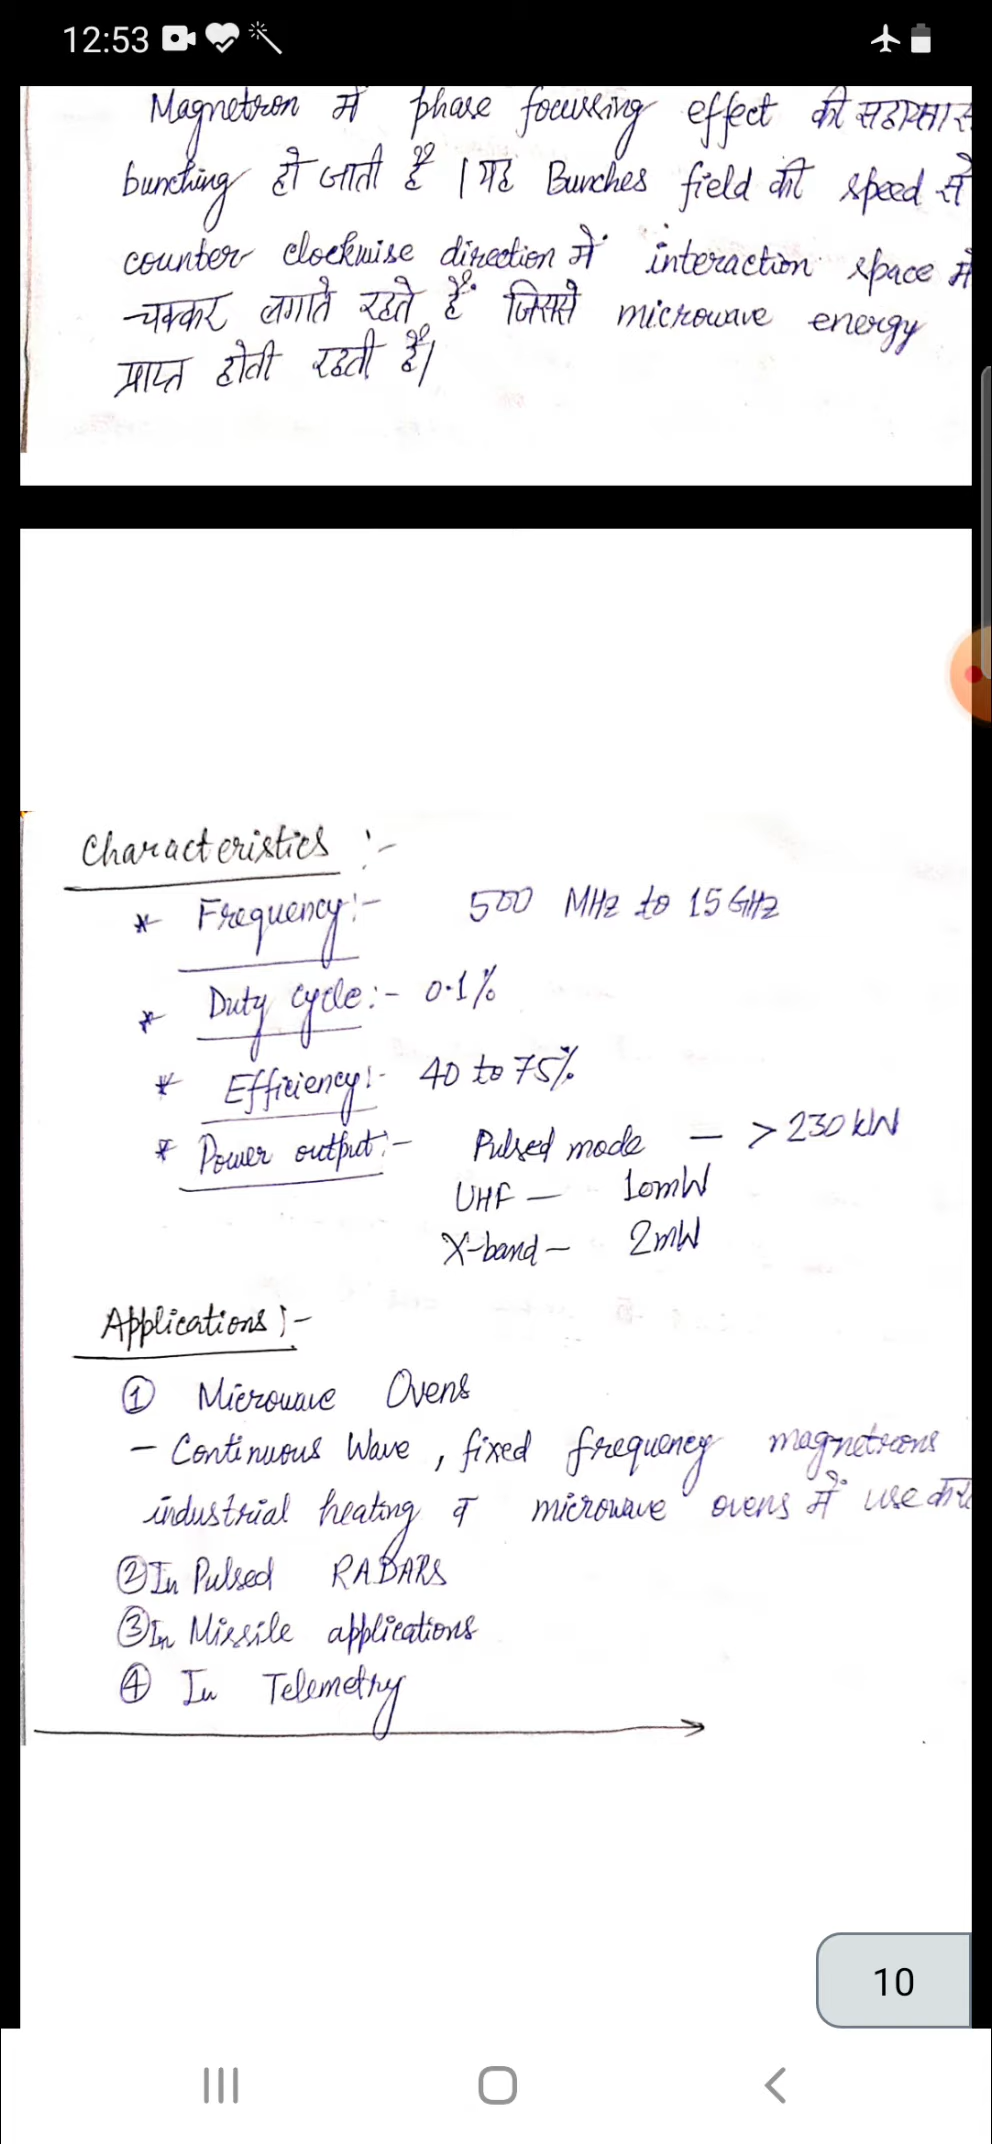 12:53
Magnetron में phase focussing effect की सहायता से
bunching हो जाती है । यह Bunches field की speed से
counter clockwise direction में interaction space में
चक्कर लगाते रहते हैं जिससे microwave energy
प्राप्त होती रहती है।
Characteristics :-
* Frequency:- 500 MHz to 15 GHz
* Duty cycle:- 0.1%
* Efficiency:- 40 to 75%
* Power output:- Pulsed mode — > 230 kW
UHF — 10mW
X-band — 2mW
Applications:-
① Microwave Ovens
- Continuous Wave, fixed frequency magnetrons
industrial heating व microwave ovens में use
② In Pulsed RADARS
③ In Missile applications
④ In Telemetry
10